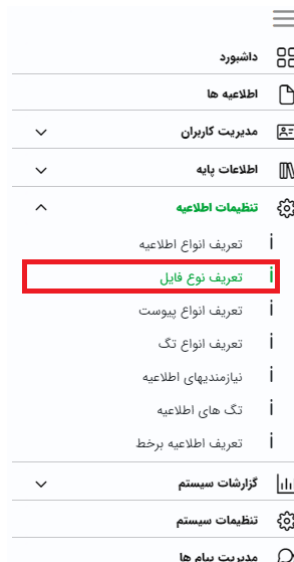 داشبورد
اطلاعیه ها
مدیریت کاربران
اطلاعات پایه
تنظیمات اطلاعیه
تعریف انواع اطلاعیه
تعریف نوع فایل
تعریف انواع پیوست
تعریف انواع تگ
نیازمندیهای اطلاعیه
تگ های اطلاعیه
تعریف اطلاعیه برخط
گزارشات سیستم
تنظیمات سیستم
مدیریت پیام ها